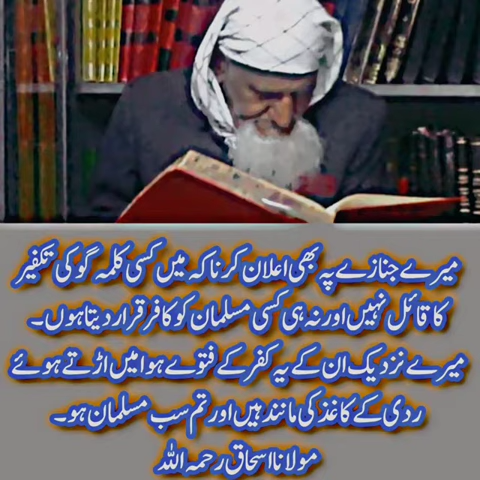 میرے جنازے پہ بھی اعلان کرنا کہ میں کسی کلمہ گو کی تکفیر
کا قائل نہیں اور نہ ہی کسی مسلمان کو کافر قرار دیتا ہوں۔
میرے نزدیک ان کے یہ کفر کے فتوے ہوا میں اڑتے ہوئے
ردی کے کاغذ کی مانند ہیں اور تم سب مسلمان ہو۔
مولانا اسحاق رحمہ اللہ